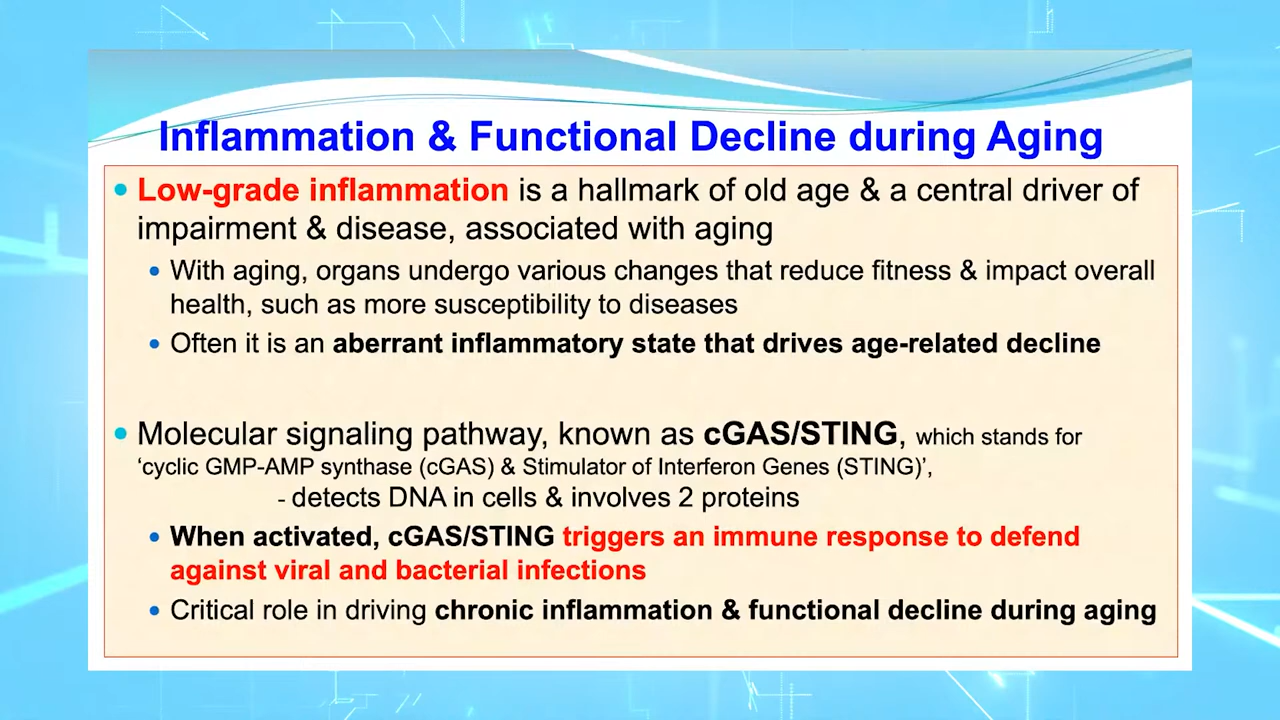 Inflammation & Functional Decline during Aging
• Low-grade inflammation is a hallmark of old age & a central driver of
impairment & disease, associated with aging
• With aging, organs undergo various changes that reduce fitness & impact overall
health, such as more susceptibility to diseases
• Often it is an aberrant inflammatory state that drives age-related decline
• Molecular signaling pathway, known as cGAS/STING, which stands for
‘cyclic GMP-AMP synthase (cGAS) & Stimulator of Interferon Genes (STING)’,
- detects DNA in cells & involves 2 proteins
• When activated, cGAS/STING triggers an immune response to defend
against viral and bacterial infections
• Critical role in driving chronic inflammation & functional decline during aging